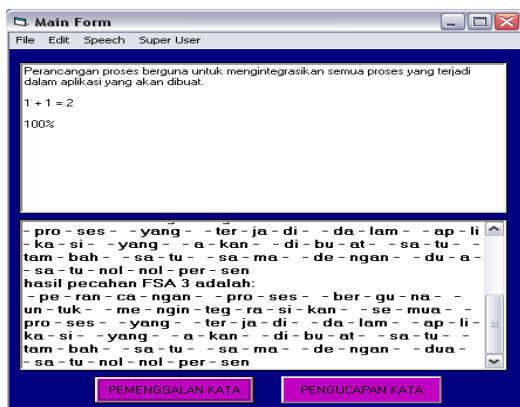 Main Form
File Edit Speech Super User
Perancangan proses berguna untuk mengintegrasikan semua proses yang terjadi
dalam aplikasi yang akan dibuat.
1 + 1 = 2
100%
- pro - ses - - yang - - ter - ja - di - - da - lam - - ap - li
- ka - si - - yang - - a - kan - - di - bu - at - - sa - tu - -
tam - bah - - sa - tu - - sa - ma - - de - ngan - - du - a -
- sa - tu - nol - nol - per - sen
hasil pecahan FSA 3 adalah:
- pe - ran - ca - ngan - - pro - ses - - ber - gu - na - -
un - tuk - - me - ngin - teg - ra - si - kan - - se - mua - -
pro - ses - - yang - - ter - ja - di - - da - lam - - ap - li -
ka - si - - yang - - a - kan - - di - bu - at - - sa - tu - -
tam - bah - - sa - tu - - sa - ma - - de - ngan - - dua -
- sa - tu - nol - nol - per - sen
PEMENGGALAN KATA PENGUCAPAN KATA